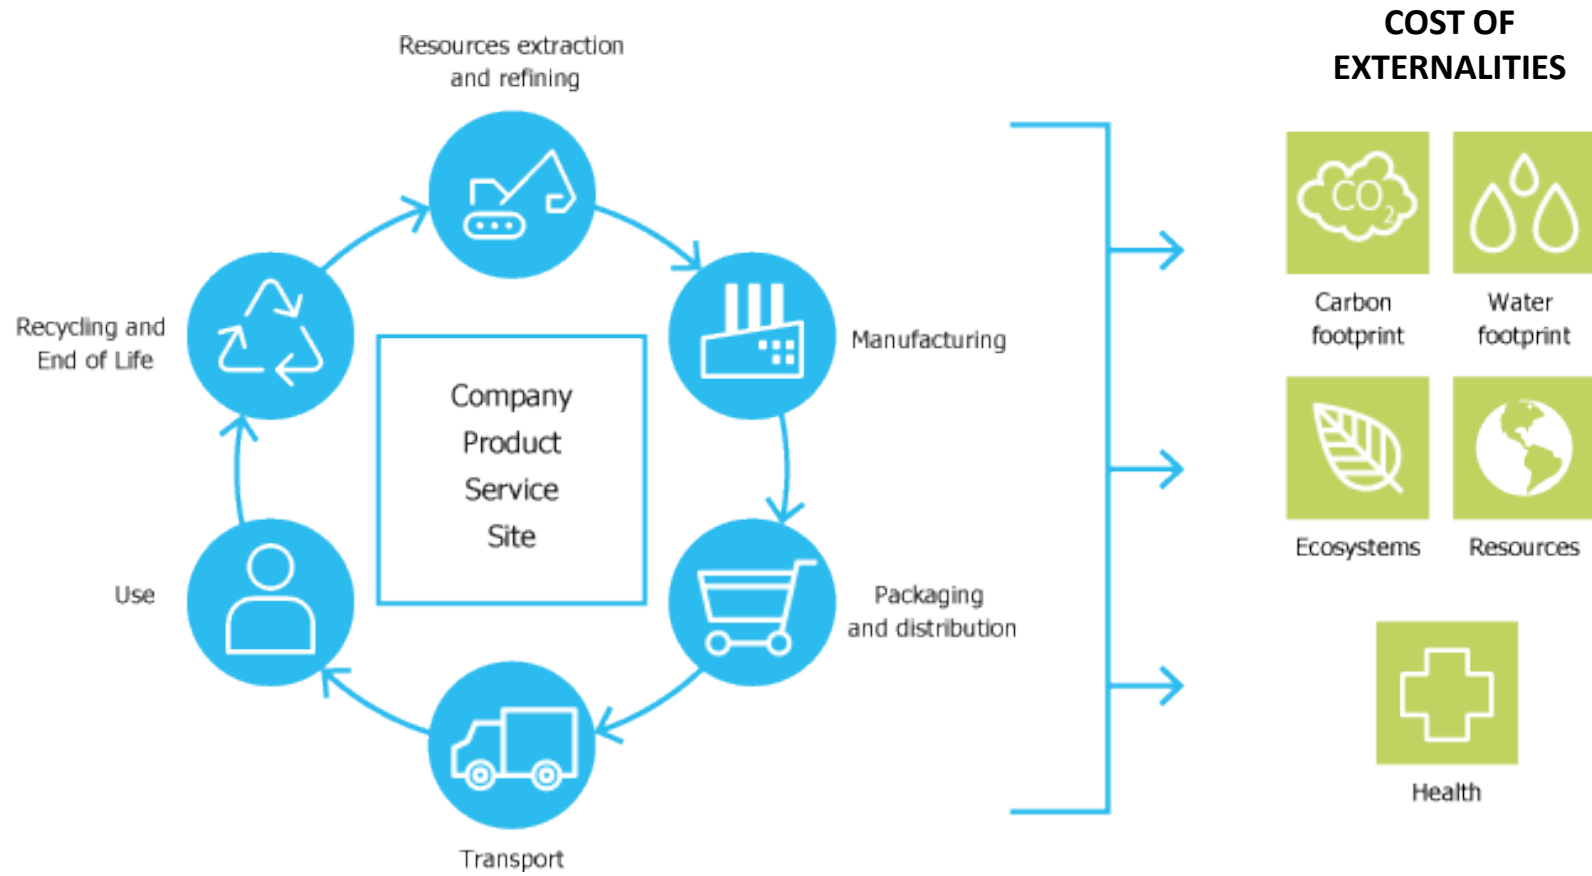 COST OF
EXTERNALITIES
Resources extraction
and refining
Manufacturing
Packaging
and distribution
Transport
Use
Recycling and
End of Life
Company
Product
Service
Site
CO2
Carbon
footprint
Water
footprint
Ecosystems
Resources
Health